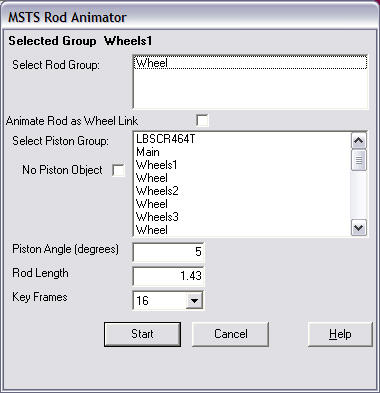 MSTS Rod Animator
Selected Group Wheels1
Select Rod Group:
Wheel
Animate Rod as Wheel Link
Select Piston Group:
No Piston Object
LBSCR464T
Main
Wheels1
Wheel
Wheels2
Wheel
Wheels3
Wheel
Piston Angle (degrees) 5
Rod Length 1.43
Key Frames 16
Start Cancel Help